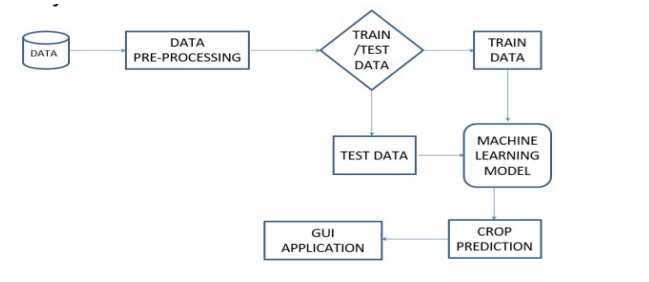 DATA
DATA
PRE-PROCESSING
TRAIN
/TEST
DATA
TRAIN
DATA
TEST DATA
MACHINE
LEARNING
MODEL
GUI
APPLICATION
CROP
PREDICTION